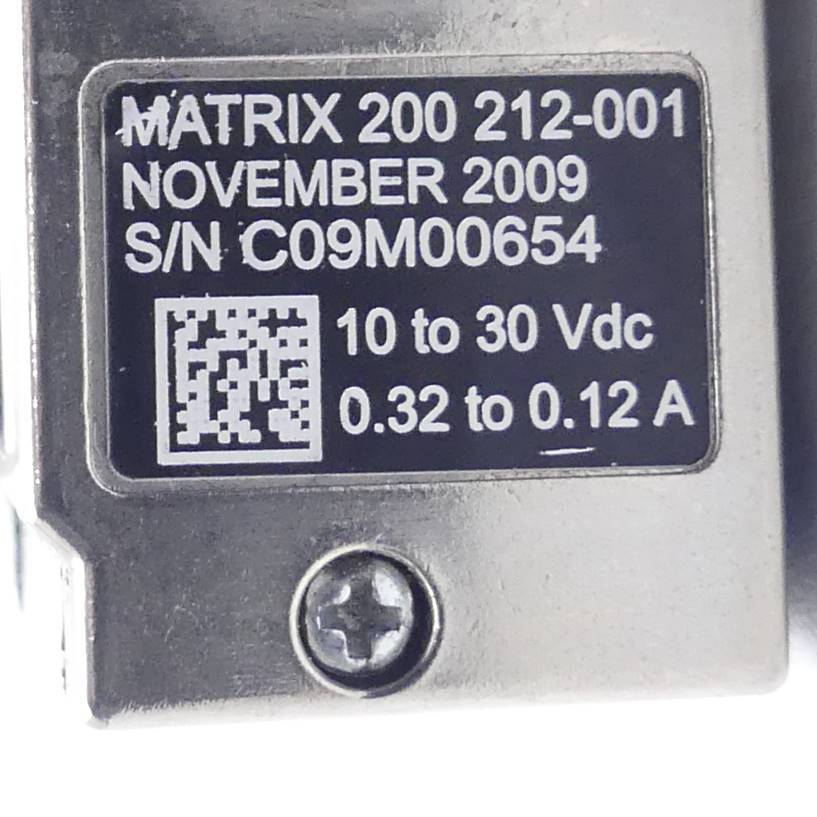 MATRIX 200 212-001
NOVEMBER 2009
S/N C09M00654
10 to 30 Vdc
0.32 to 0.12 A